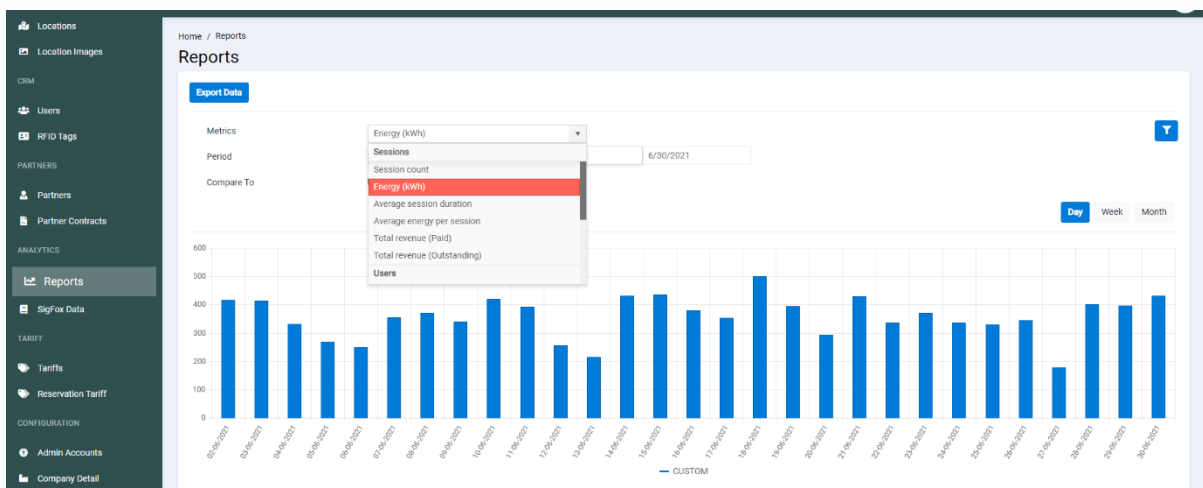 Locations
Location Images
CRM
Users
RFID Tags
PARTNERS
Partners
Partner Contracts
ANALYTICS
Reports
SigFox Data
TARIFF
Tariffs
Reservation Tariff
CONFIGURATION
Admin Accounts
Company Detail
Home / Reports
Reports
Export Data
Metrics
Energy (kWh)
Period
6/30/2021
Compare To
Sessions
Session count
Energy (kWh)
Average session duration
Average energy per session
Total revenue (Paid)
Total revenue (Outstanding)
Users
Day Week Month
600
500
400
300
200
100
0
02-06-2021 03-06-2021 04-06-2021 05-06-2021 06-06-2021 07-06-2021 08-06-2021 09-06-2021 10-06-2021 11-06-2021 12-06-2021 13-06-2021 14-06-2021 15-06-2021 16-06-2021 17-06-2021 18-06-2021 19-06-2021 20-06-2021 21-06-2021 22-06-2021 23-06-2021 24-06-2021 25-06-2021 26-06-2021 27-06-2021 28-06-2021 29-06-2021 30-06-2021
CUSTOM